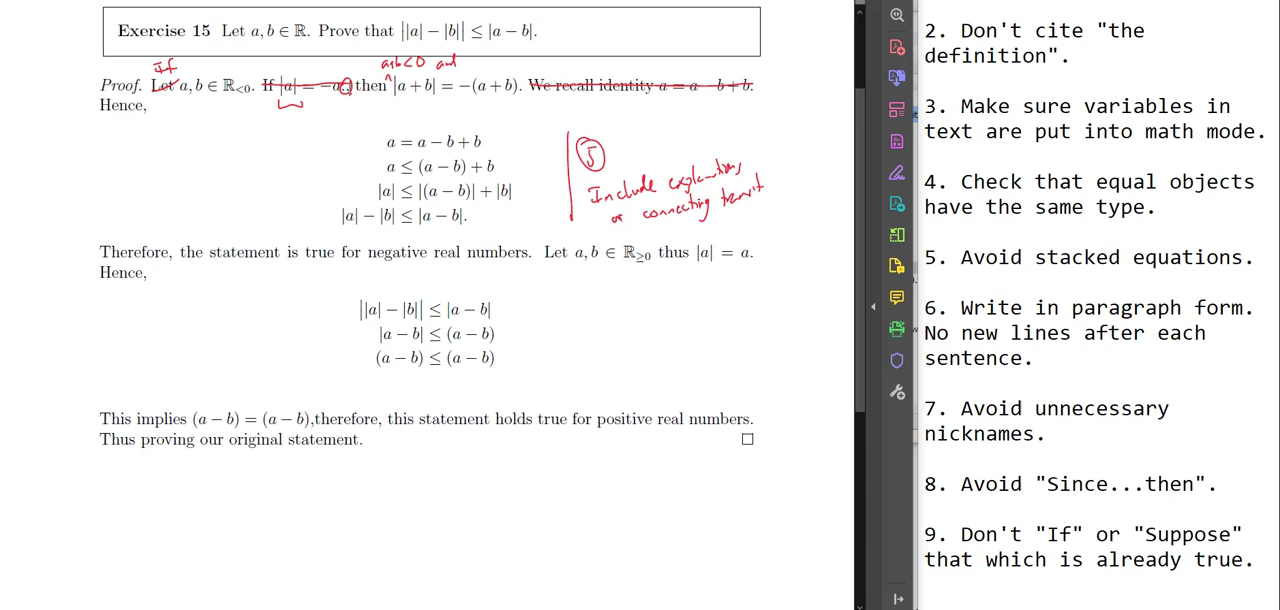 Exercise 15 Let a, b ∈ ℝ. Prove that ||a| − |b|| ≤ |a − b|.
If
a+b<0 and
Proof. Let a, b ∈ ℝ<0. If |a| = −a, then |a + b| = −(a + b). We recall identity a = a − b + b.
Hence,
a = a − b + b
a ≤ (a − b) + b
|a| ≤ |(a − b)| + |b|
|a| − |b| ≤ |a − b|.
5
Include explanations
or connecting
Therefore, the statement is true for negative real numbers. Let a, b ∈ ℝ≥0 thus |a| = a.
Hence,
||a| − |b|| ≤ |a − b|
|a − b| ≤ (a − b)
(a − b) ≤ (a − b)
This implies (a − b) = (a − b),therefore, this statement holds true for positive real numbers.
Thus proving our original statement. □
2. Don't cite "the
definition".
3. Make sure variables in
text are put into math mode.
4. Check that equal objects
have the same type.
5. Avoid stacked equations.
6. Write in paragraph form.
No new lines after each
sentence.
7. Avoid unnecessary
nicknames.
8. Avoid "Since...then".
9. Don't "If" or "Suppose"
that which is already true.